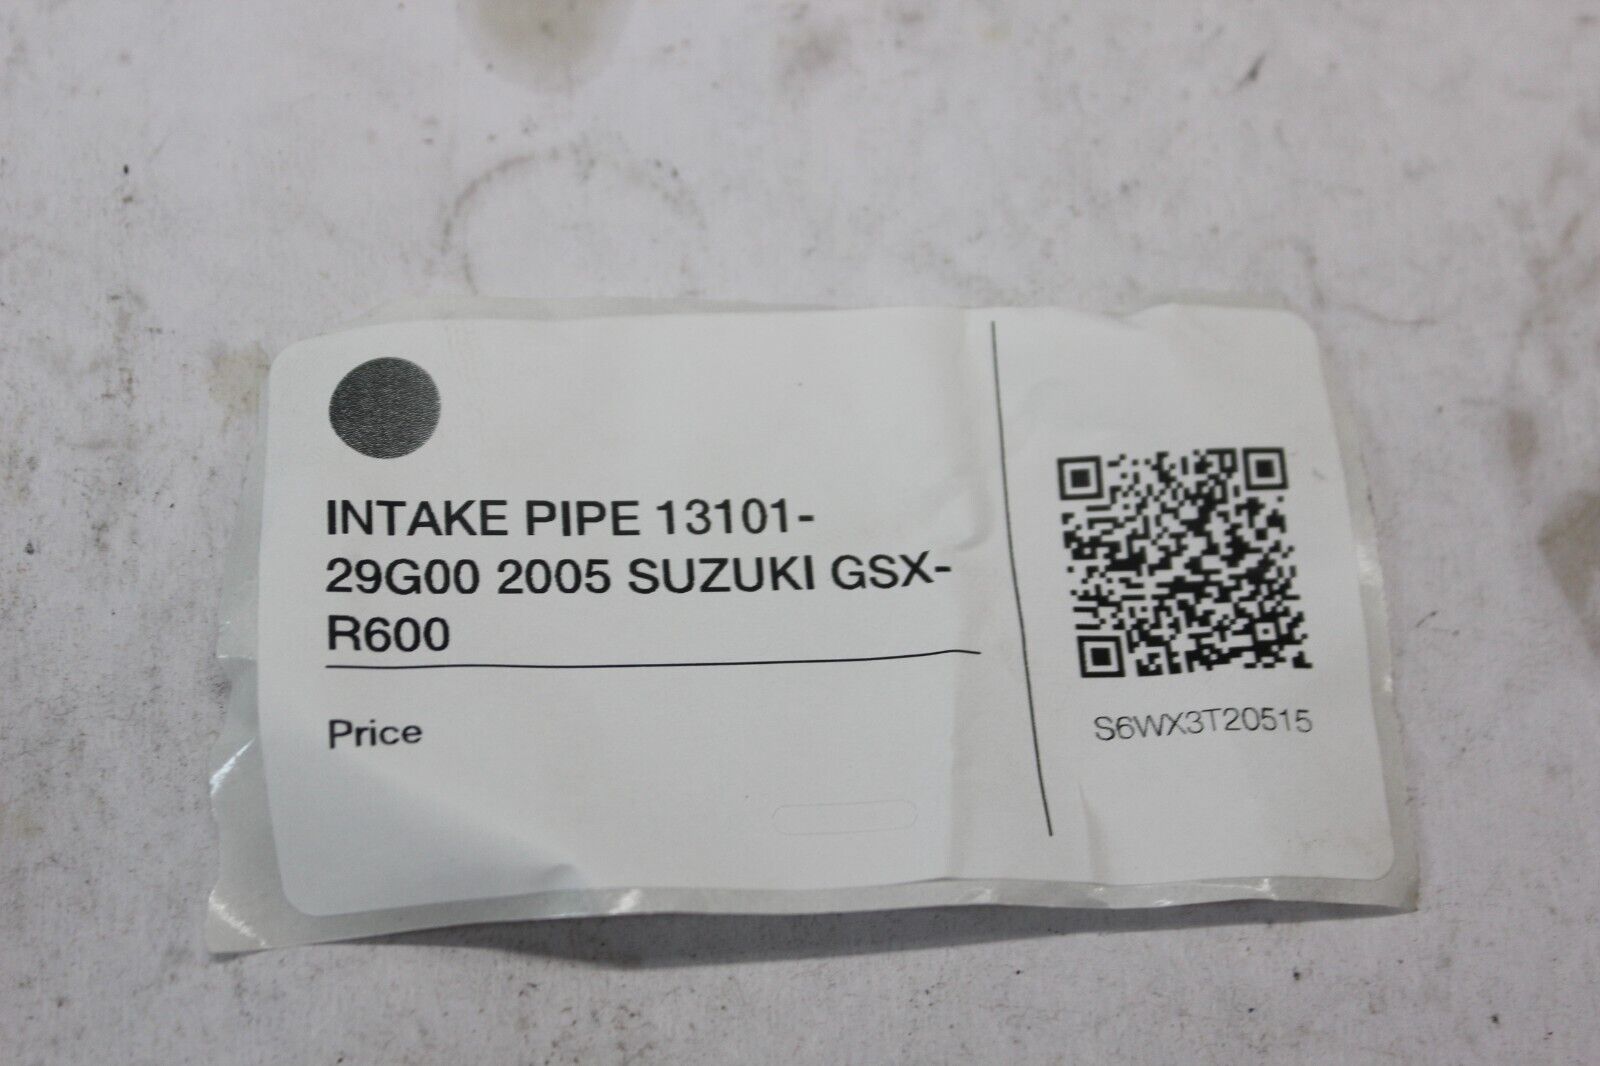 INTAKE PIPE 13101-
29G00 2005 SUZUKI GSX-
R600
Price
S6WX3T20515